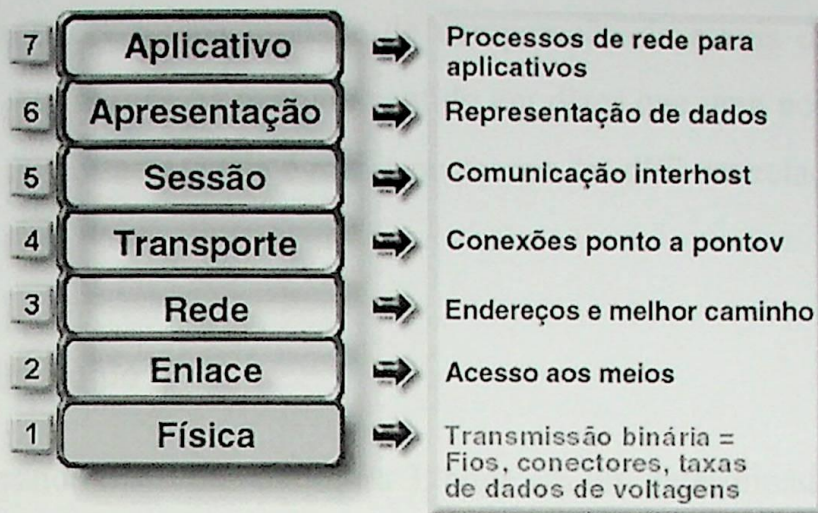 7 Aplicativo Processos de rede para
aplicativos
6 Apresentação Representação de dados
5 Sessão Comunicação interhost
4 Transporte Conexões ponto a pontov
3 Rede Endereços e melhor caminho
2 Enlace Acesso aos meios
1 Física Transmissão binária =
Fios, conectores, taxas
de dados de voltagens